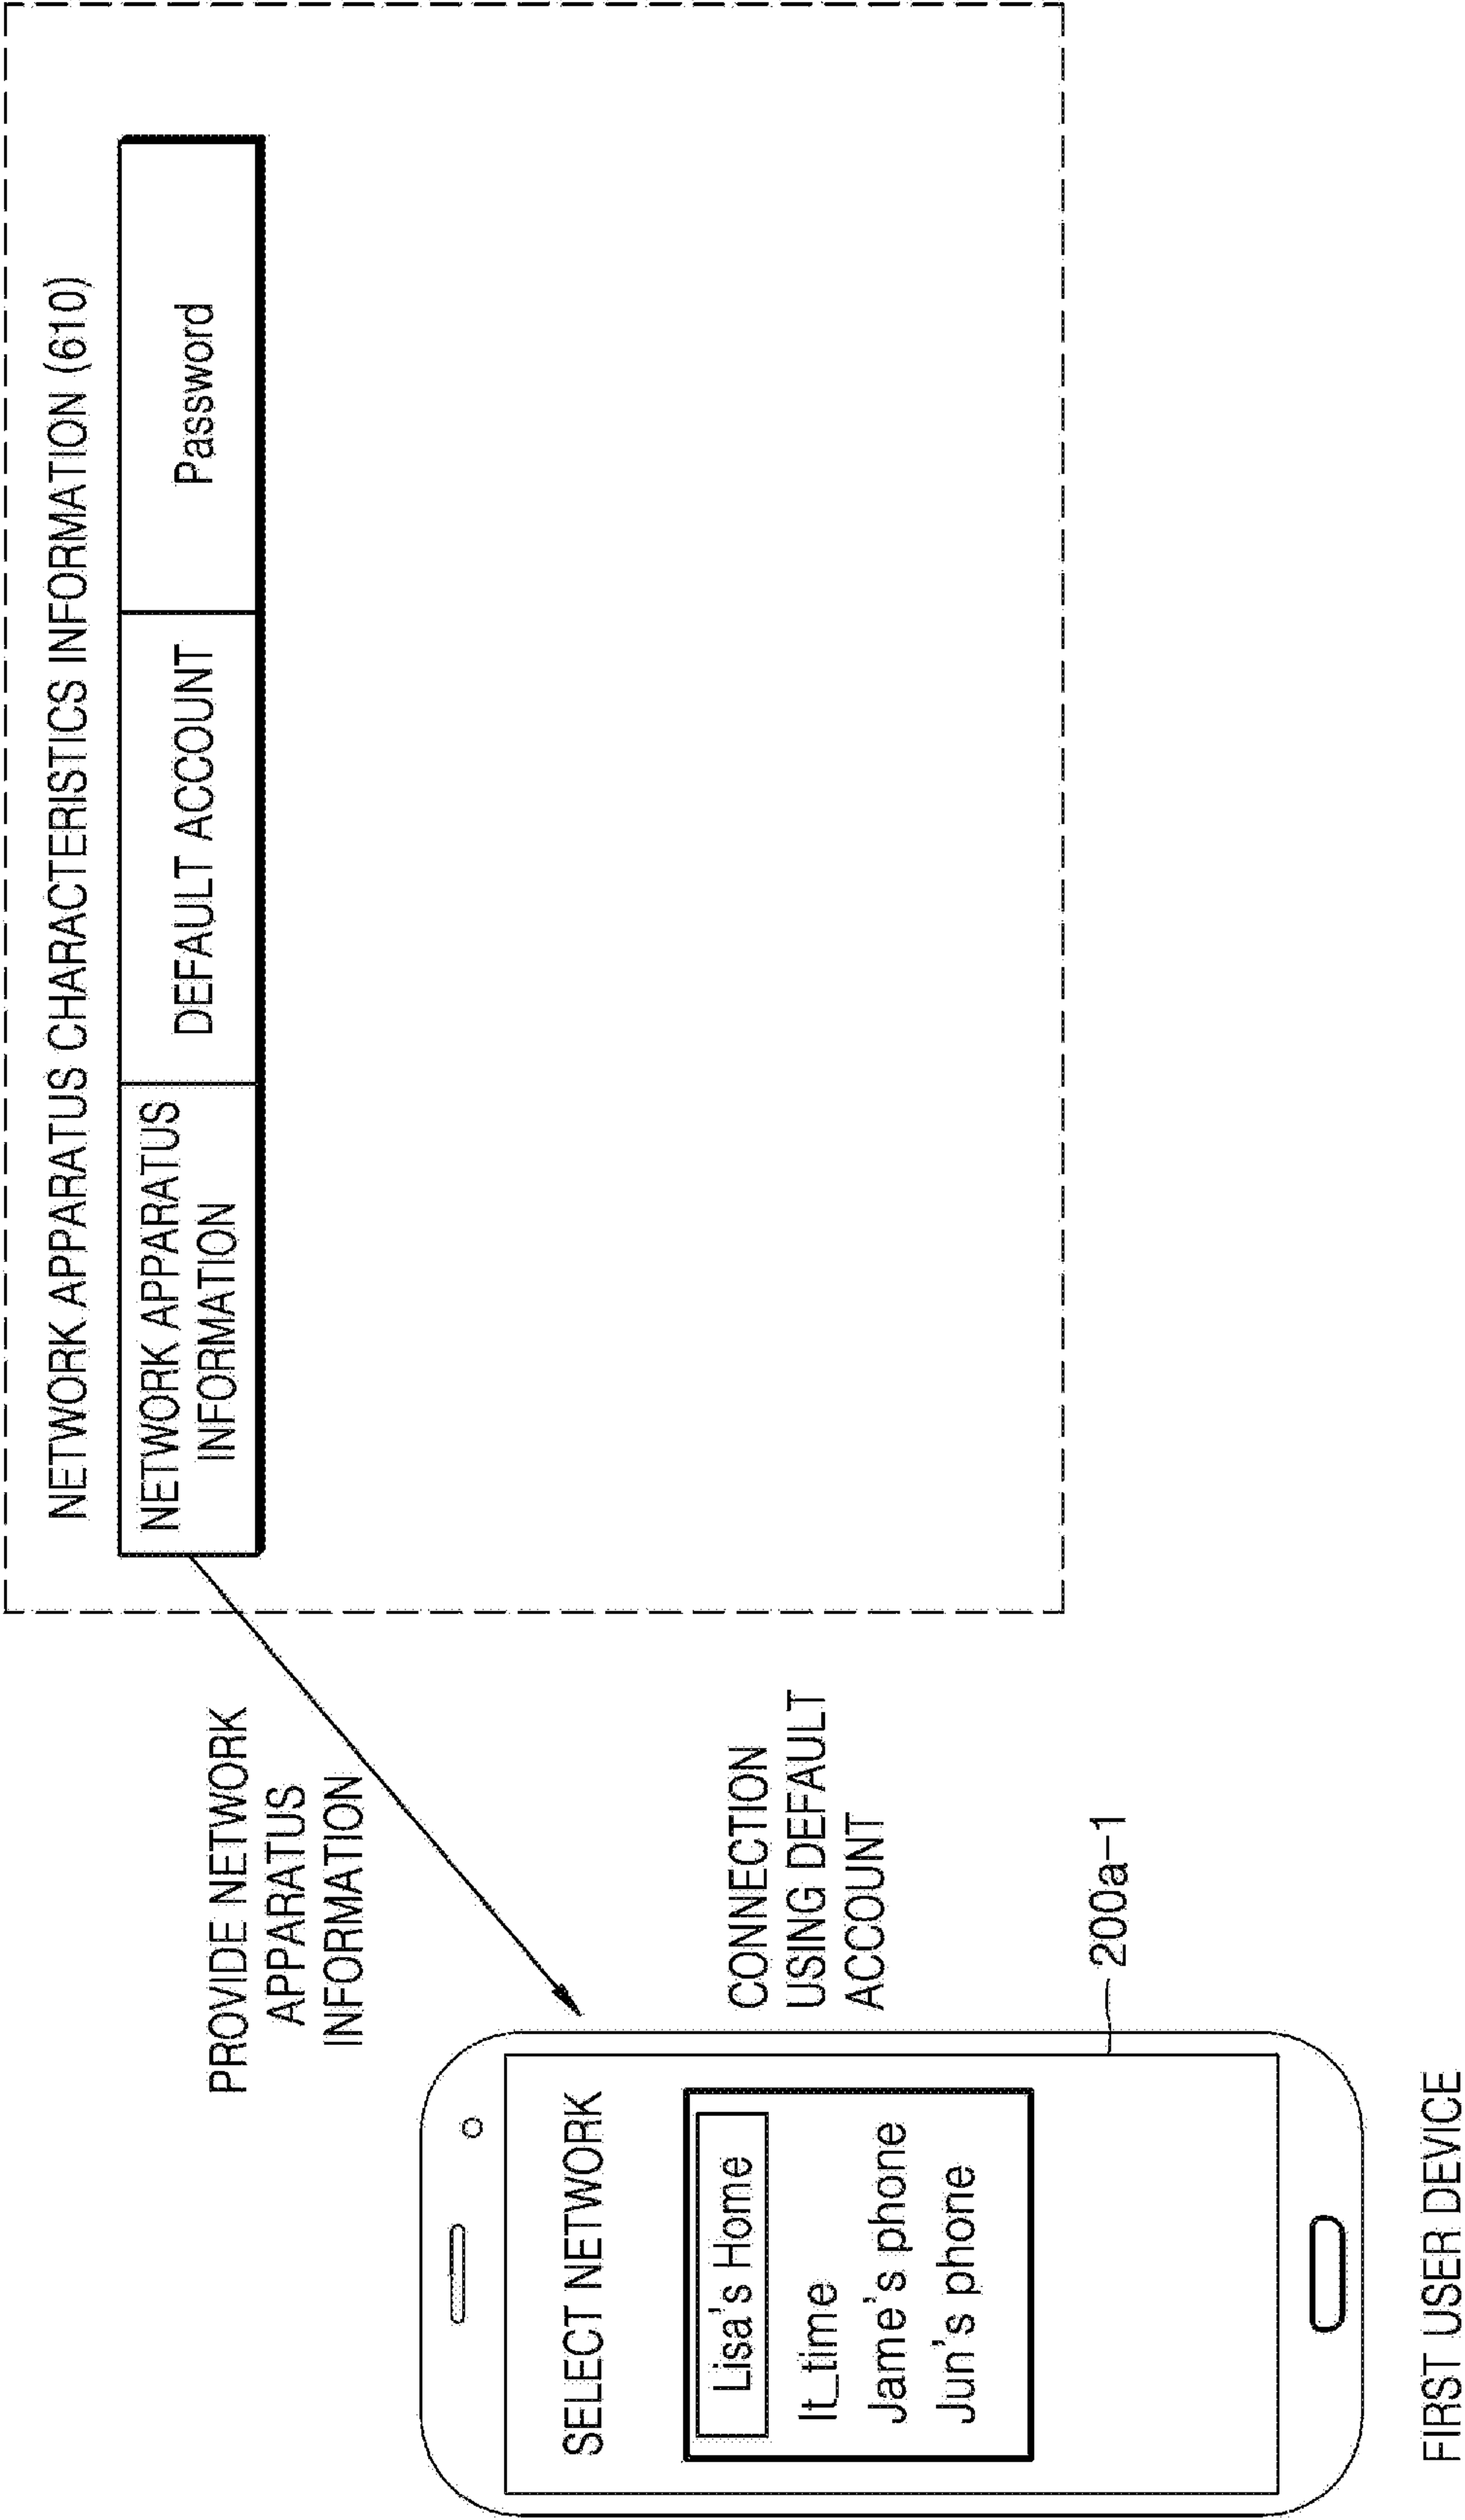 NETWORK APPARATUS CHARACTERISTICS INFORMATION (610)
NETWORK APPARATUS
INFORMATION
DEFAULT ACCOUNT
Password
PROVIDE NETWORK
APPARATUS
INFORMATION
CONNECTION
USING DEFAULT
ACCOUNT
SELECT NETWORK
Lisa's Home
It_time
Jame's phone
Jun's phone
200a-1
FIRST USER DEVICE